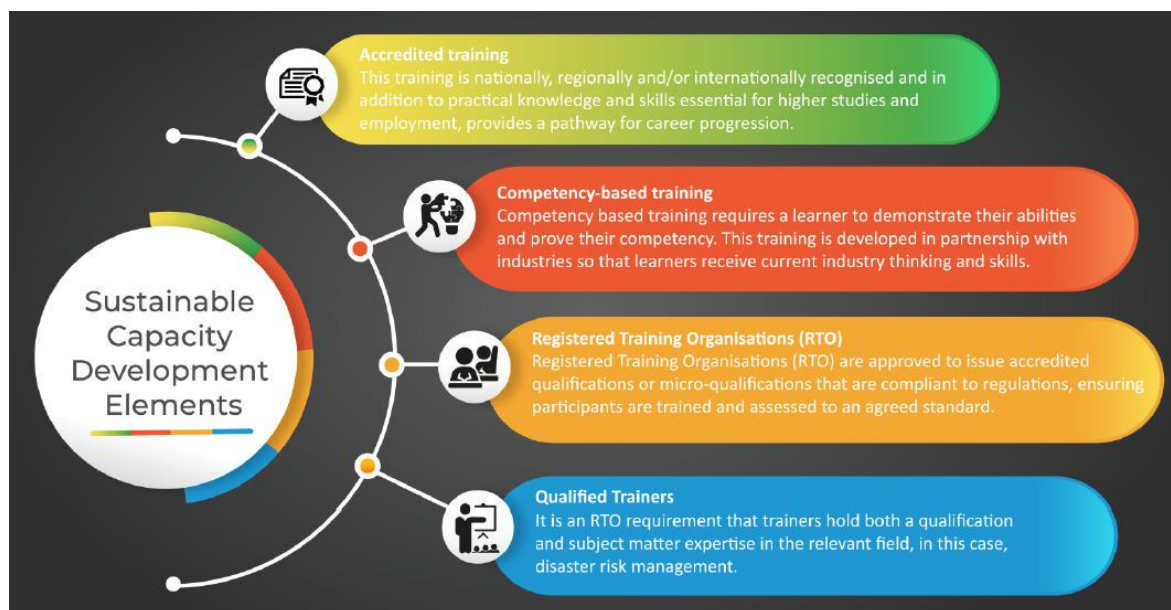 Accredited training
This training is nationally, regionally and/or internationally recognised and in
addition to practical knowledge and skills essential for higher studies and
employment, provides a pathway for career progression.
Competency-based training
Competency based training requires a learner to demonstrate their abilities
and prove their competency. This training is developed in partnership with
industries so that learners receive current industry thinking and skills.
Sustainable
Capacity
Development
Elements
Registered Training Organisations (RTO)
Registered Training Organisations (RTO) are approved to issue accredited
qualifications or micro-qualifications that are compliant to regulations, ensuring
participants are trained and assessed to an agreed standard.
Qualified Trainers
It is an RTO requirement that trainers hold both a qualification
and subject matter expertise in the relevant field, in this case,
disaster risk management.